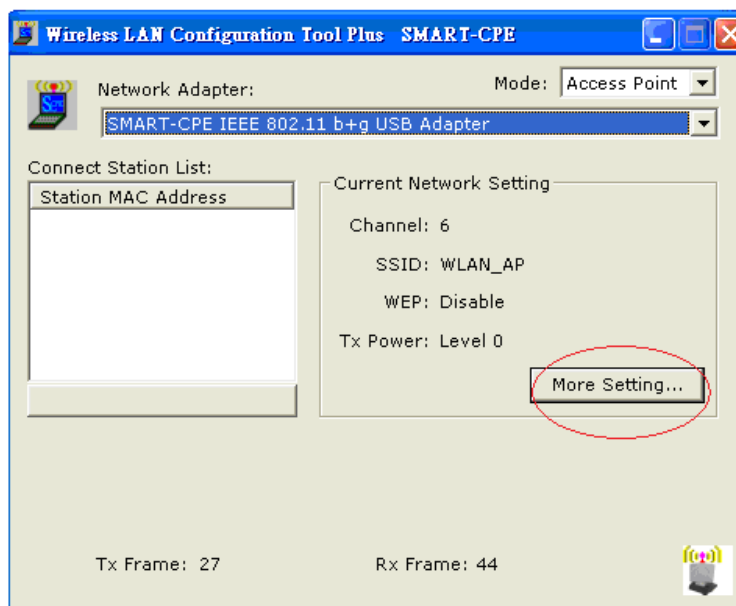 Wireless LAN Configuration Tool Plus SMART-CPE
Mode: Access Point
Network Adapter:
SMART-CPE IEEE 802.11 b+g USB Adapter
Connect Station List:
Station MAC Address
Current Network Setting
Channel: 6
SSID: WLAN_AP
WEP: Disable
Tx Power: Level 0
More Setting...
Tx Frame: 27
Rx Frame: 44